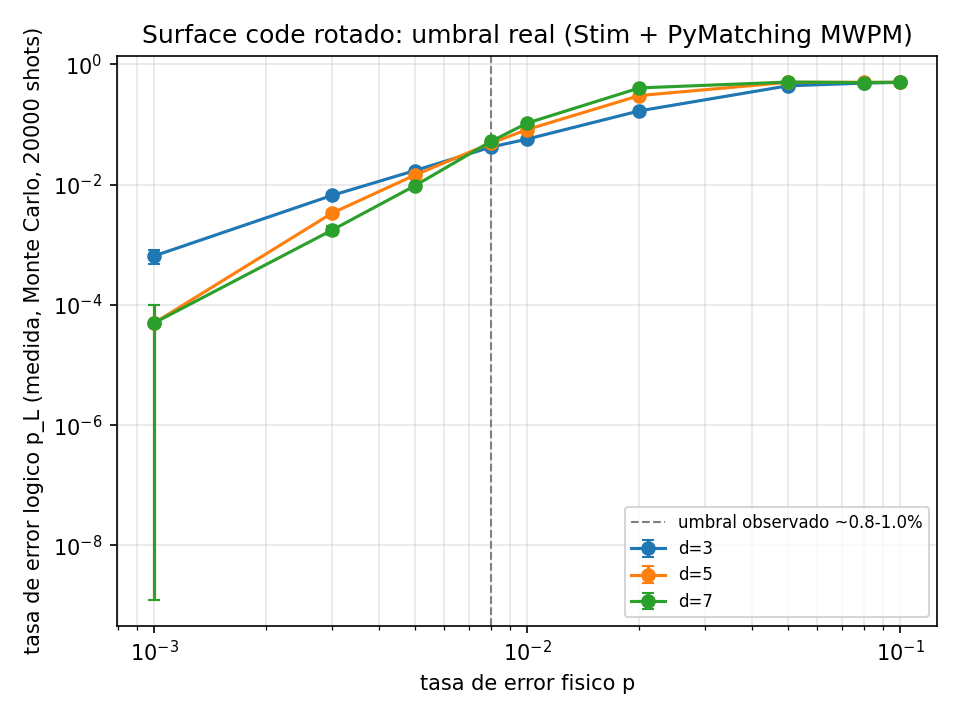 Surface code rotado: umbral real (Stim + PyMatching MWPM)
tasa de error logico p_L (medida, Monte Carlo, 20000 shots)
10⁰
10⁻²
10⁻⁴
10⁻⁶
10⁻⁸
umbral observado ~0.8-1.0%
d=3
d=5
d=7
10⁻³ 10⁻² 10⁻¹
tasa de error fisico p